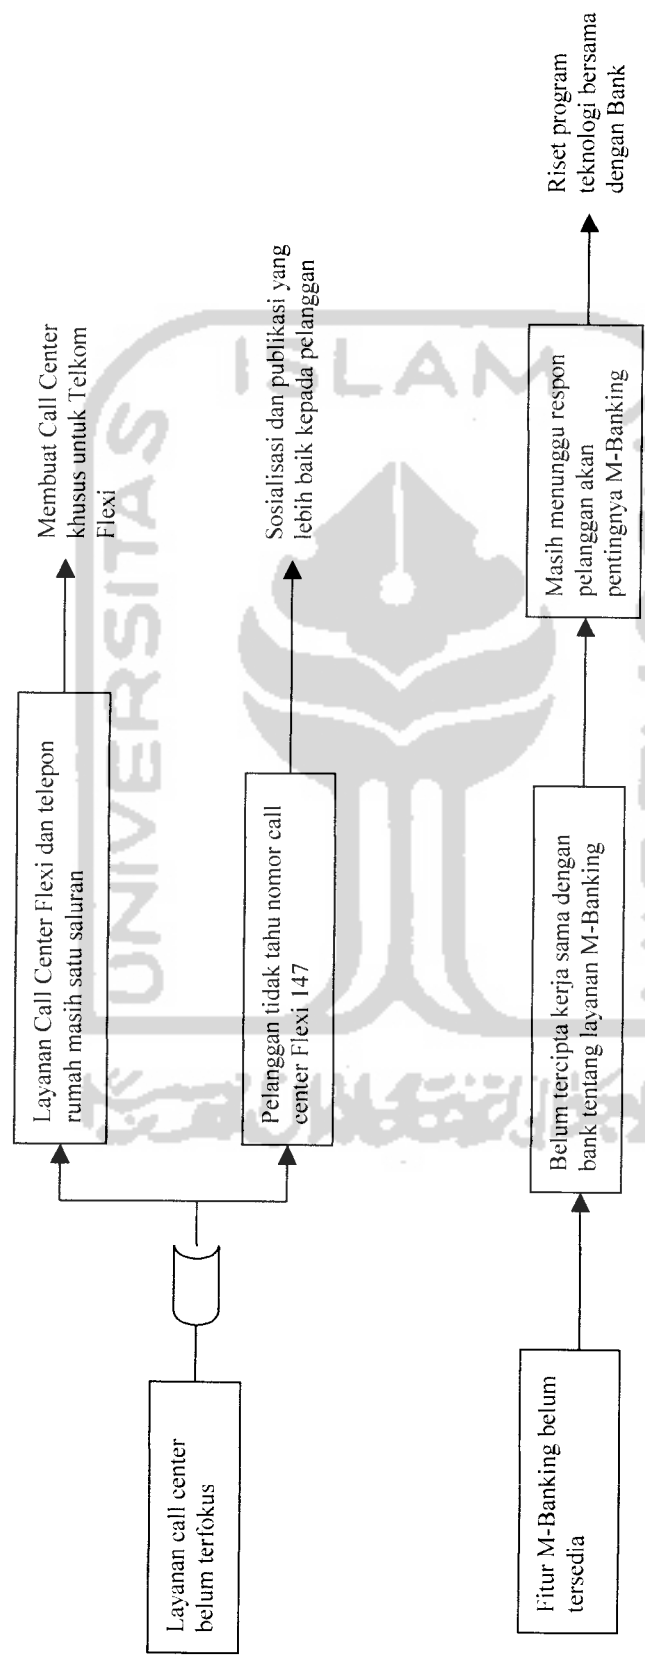 Layanan call center
belum terfokus
Layanan Call Center Flexi dan telepon
rumah masih satu saluran
Membuat Call Center
khusus untuk Telkom
Flexi
Pelanggan tidak tahu nomor call
center Flexi 147
Sosialisasi dan publikasi yang
lebih baik kepada pelanggan
Fitur M-Banking belum
tersedia
Belum tercipta kerja sama dengan
bank tentang layanan M-Banking
Masih menunggu respon
pelanggan akan
pentingnya M-Banking
Riset program
teknologi bersama
dengan Bank
UNIVERSITAS
ISLAM